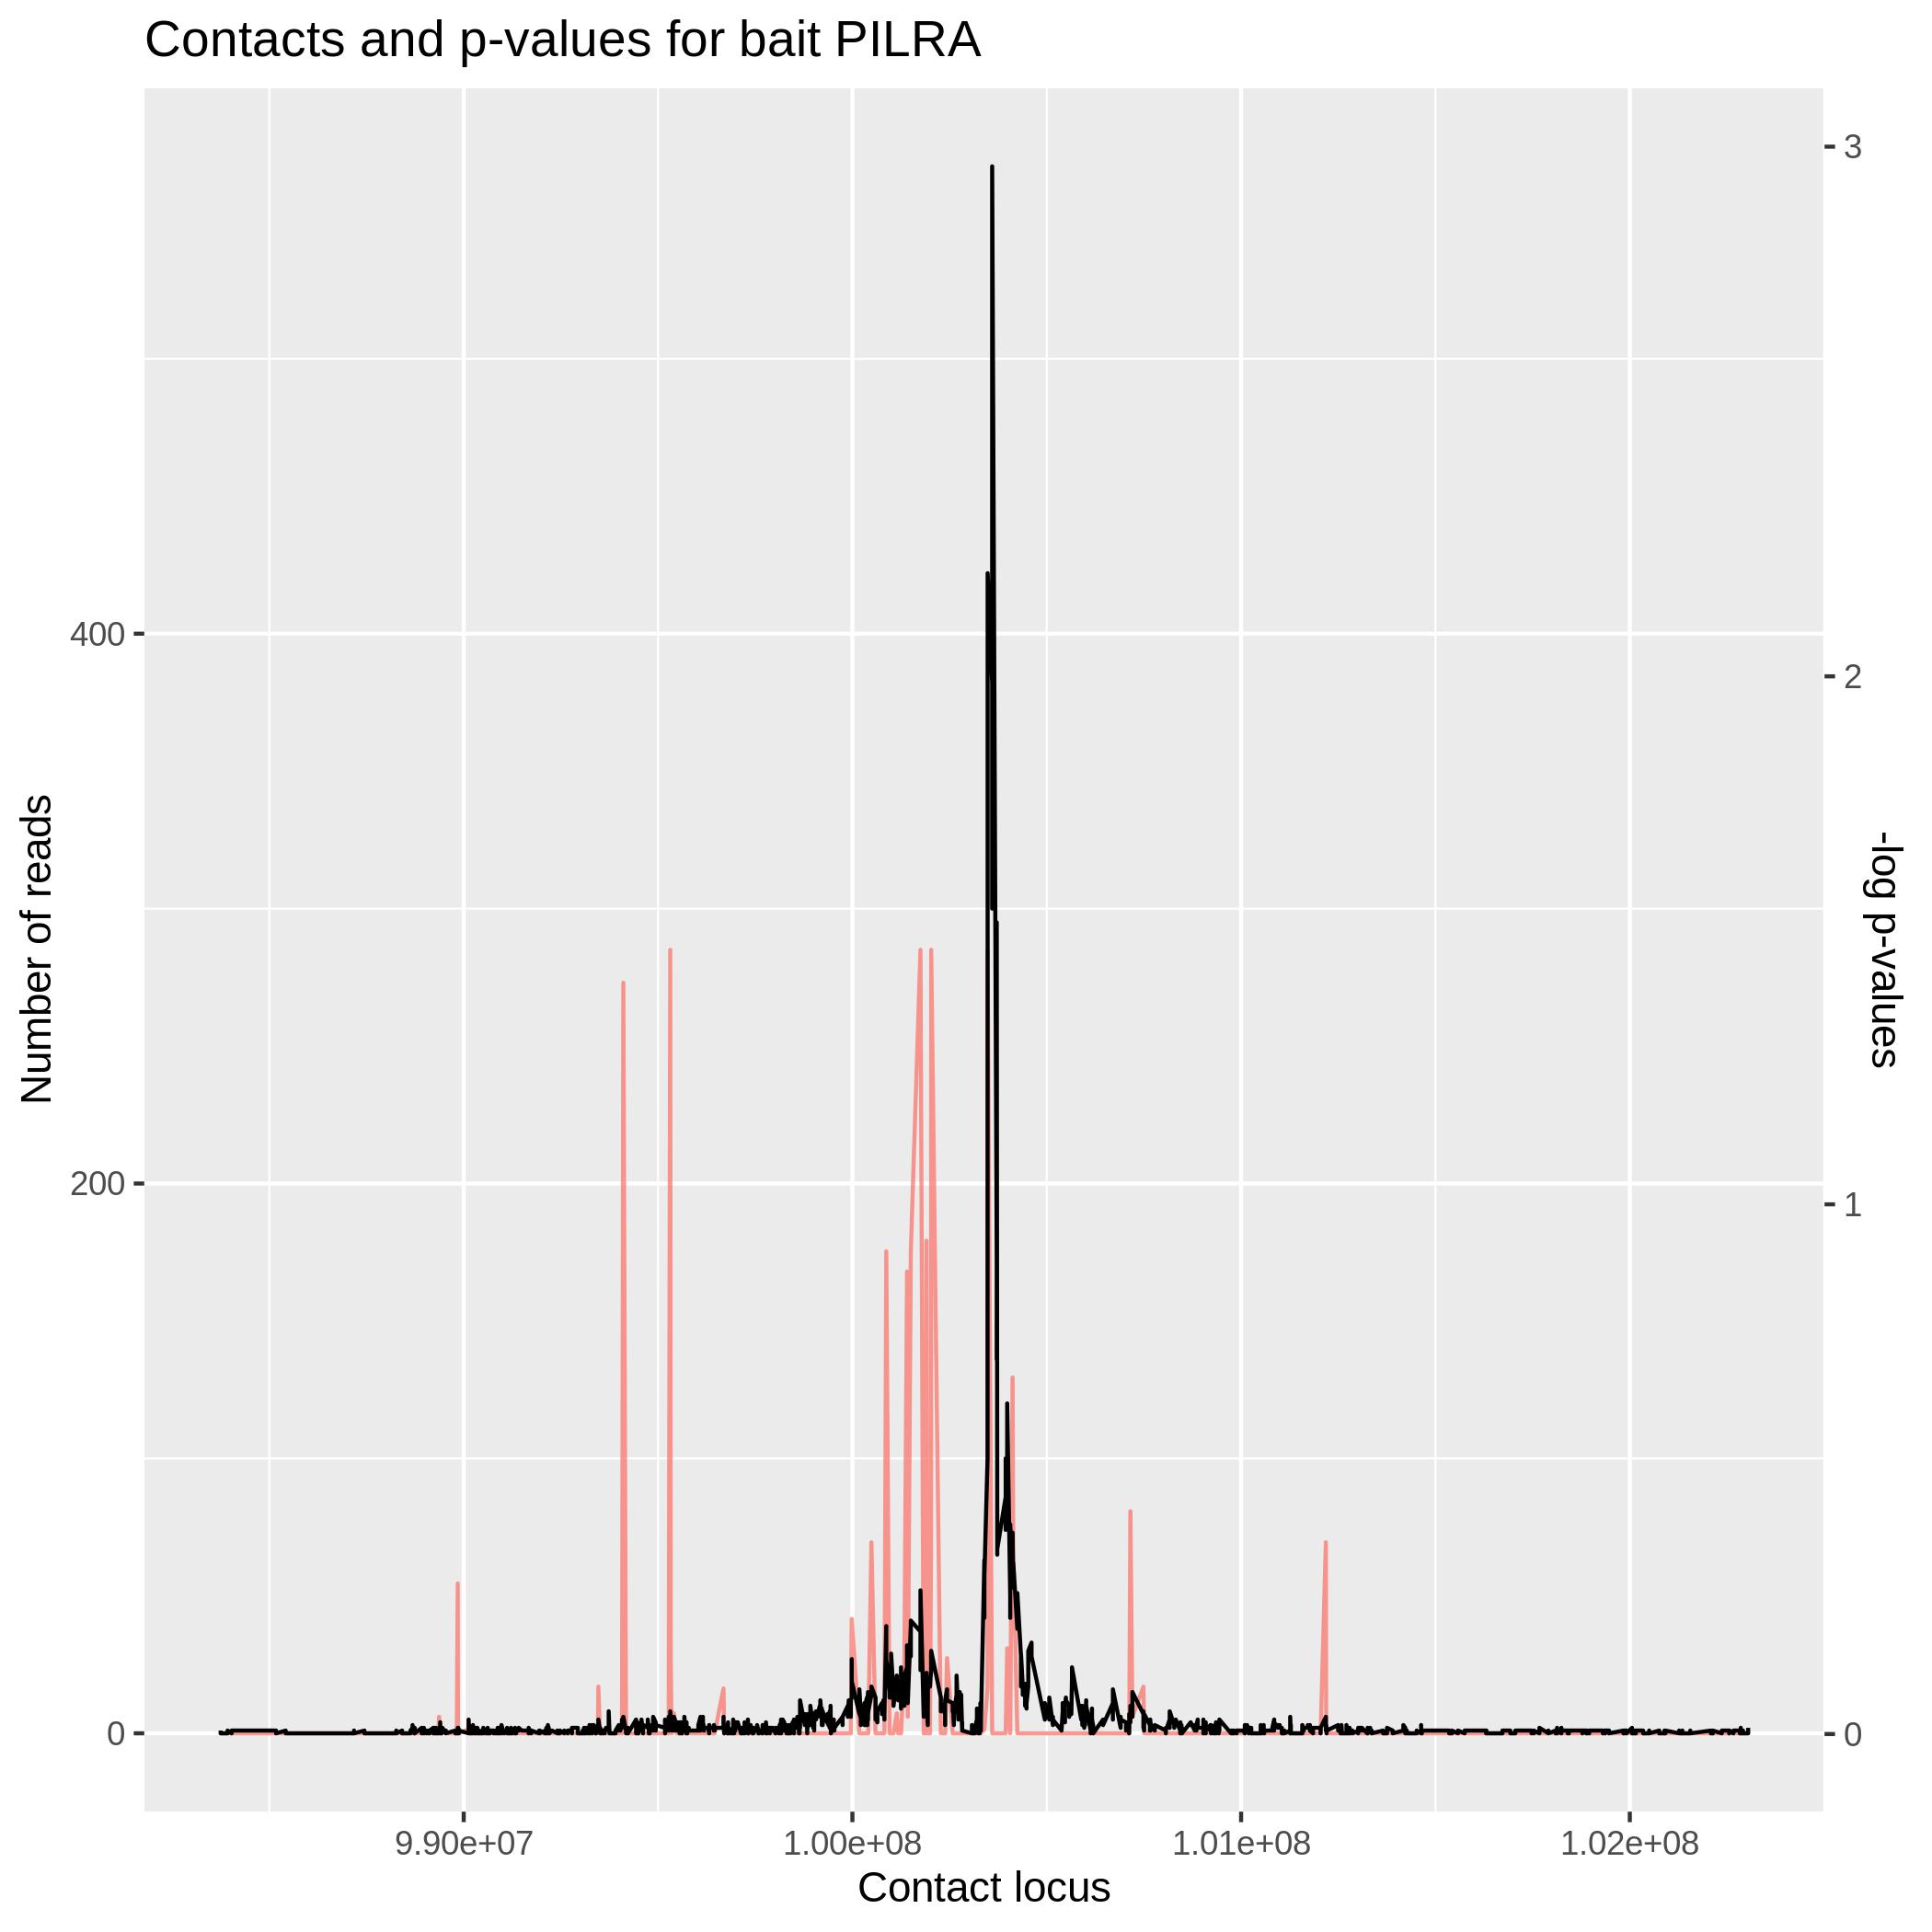 Contacts and p-values for bait PILRA
3
400
2
Number of reads
-log p-values
200
1
0
0
9.90e+07
1.00e+08
1.01e+08
1.02e+08
Contact locus